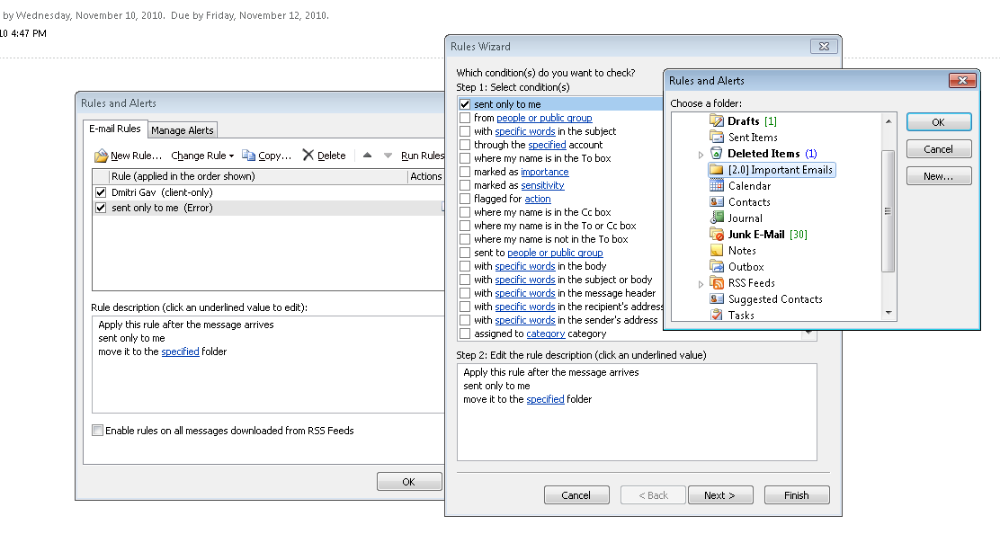 by Wednesday, November 10, 2010.  Due by Friday, November 12, 2010.
10 4:47 PM
Rules and Alerts
E-mail Rules
Manage Alerts
New Rule...
Change Rule
Copy...
Delete
Run Rules
Rule (applied in the order shown)
Actions
Dmitri Gav  (client-only)
sent only to me  (Error)
Rule description (click an underlined value to edit):
Apply this rule after the message arrives
sent only to me
move it to the specified folder
Enable rules on all messages downloaded from RSS Feeds
OK
Rules Wizard
Which condition(s) do you want to check?
Step 1: Select condition(s)
sent only to me
from people or public group
with specific words in the subject
through the specified account
where my name is in the To box
marked as importance
marked as sensitivity
flagged for action
where my name is in the Cc box
where my name is in the To or Cc box
where my name is not in the To box
sent to people or public group
with specific words in the body
with specific words in the subject or body
with specific words in the message header
with specific words in the recipient's address
with specific words in the sender's address
assigned to category category
Step 2: Edit the rule description (click an underlined value)
Apply this rule after the message arrives
sent only to me
move it to the specified folder
Cancel
< Back
Next >
Finish
Rules and Alerts
Choose a folder:
Drafts [1]
Sent Items
Deleted Items (1)
[2.0] Important Emails
Calendar
Contacts
Journal
Junk E-Mail [30]
Notes
Outbox
RSS Feeds
Suggested Contacts
Tasks
OK
Cancel
New...